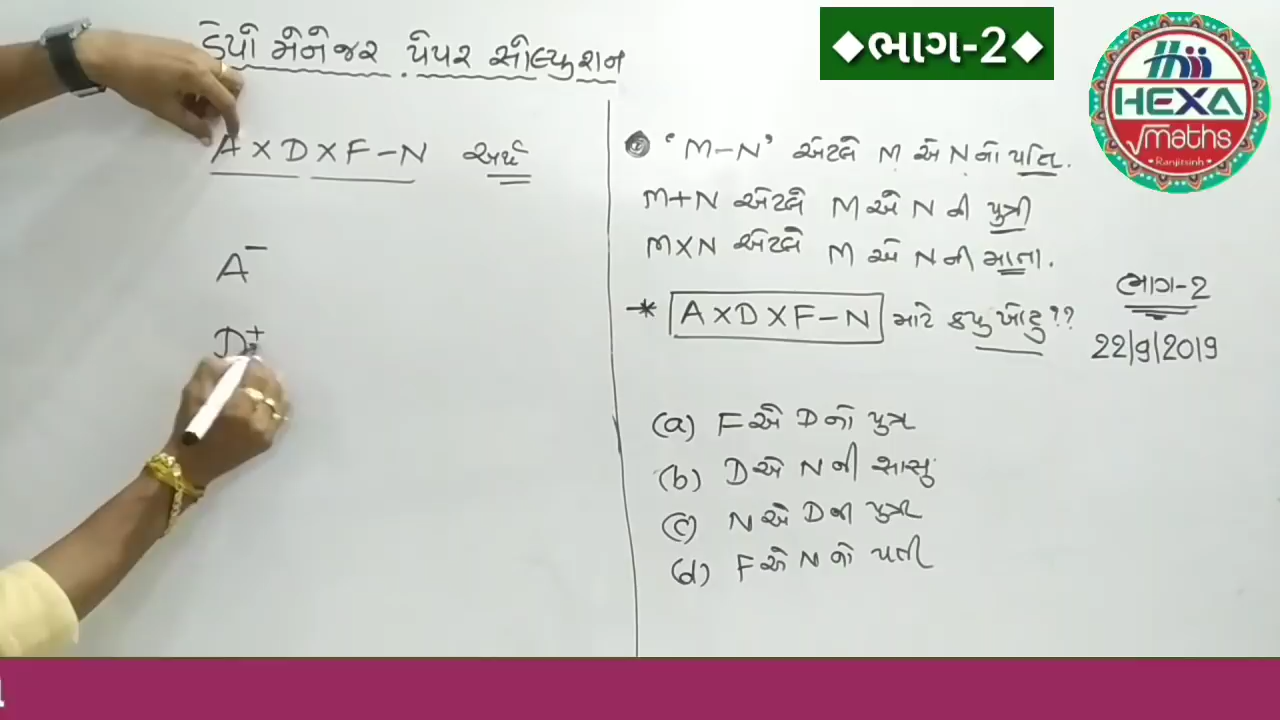 ડેપો મેનેજર પેપર સોલ્યુશન
◆ભાગ-2◆
HEXA
√maths
Ranjitsinh
A×D×F-N અર્થ
A⁻
D⁺
'M-N' એટલે M એ N નો પતિ.
M+N એટલે M એ N ની પુત્રી
M×N એટલે M એ N ની માતા.
* A×D×F-N માટે કયુ ખોટુ ??
ભાગ-2
22/9/2019
(a) F એ D નો પુત્ર
(b) D એ N ની સાસુ
(c) N એ D ની પુત્રી
(d) F એ N નો પતી